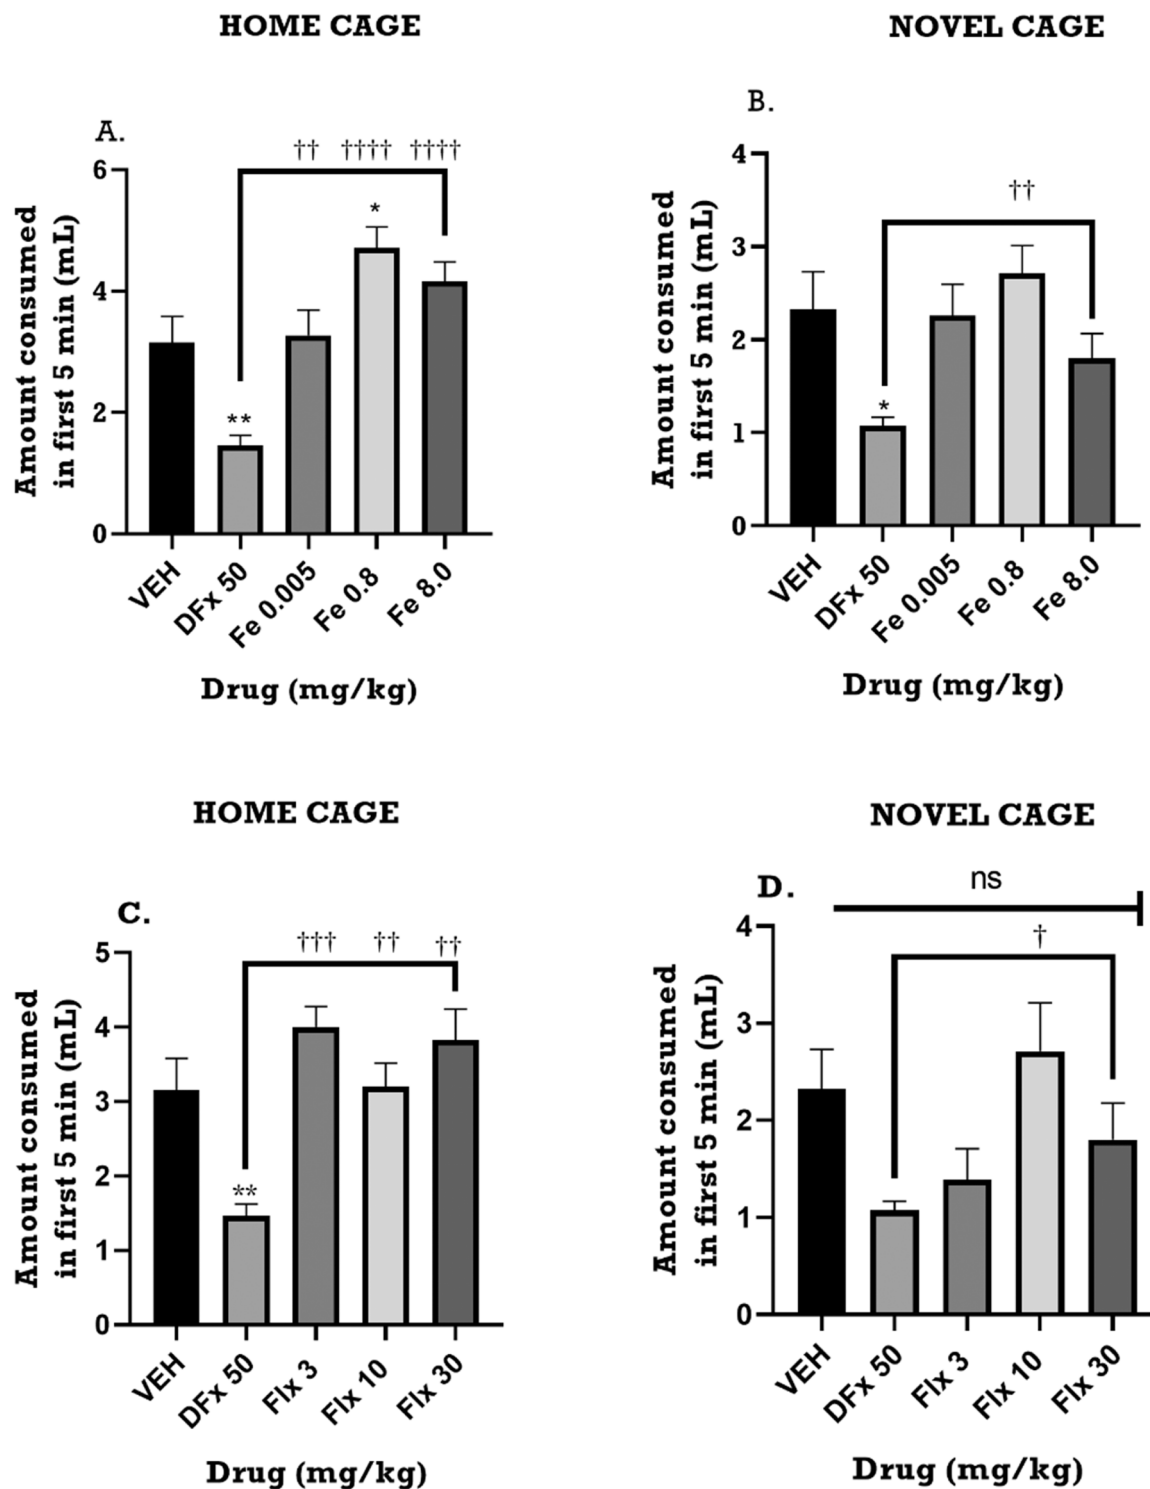 HOME CAGE
NOVEL CAGE
A.
†† †††† ††††
6
4
2
0
*
**
Amount consumed
in first 5 min (mL)
VEH
DFx 50
Fe 0.005
Fe 0.8
Fe 8.0
Drug (mg/kg)
B.
4
3
2
1
0
††
*
Amount consumed
in first 5 min (mL)
VEH
DFx 50
Fe 0.005
Fe 0.8
Fe 8.0
Drug (mg/kg)
HOME CAGE
NOVEL CAGE
C.
††† †† ††
5
4
3
2
1
0
**
Amount consumed
in first 5 min (mL)
VEH
DFx 50
Flx 3
Flx 10
Flx 30
Drug (mg/kg)
D.
ns
†
4
3
2
1
0
Amount consumed
in first 5 min (mL)
VEH
DFx 50
Flx 3
Flx 10
Flx 30
Drug (mg/kg)